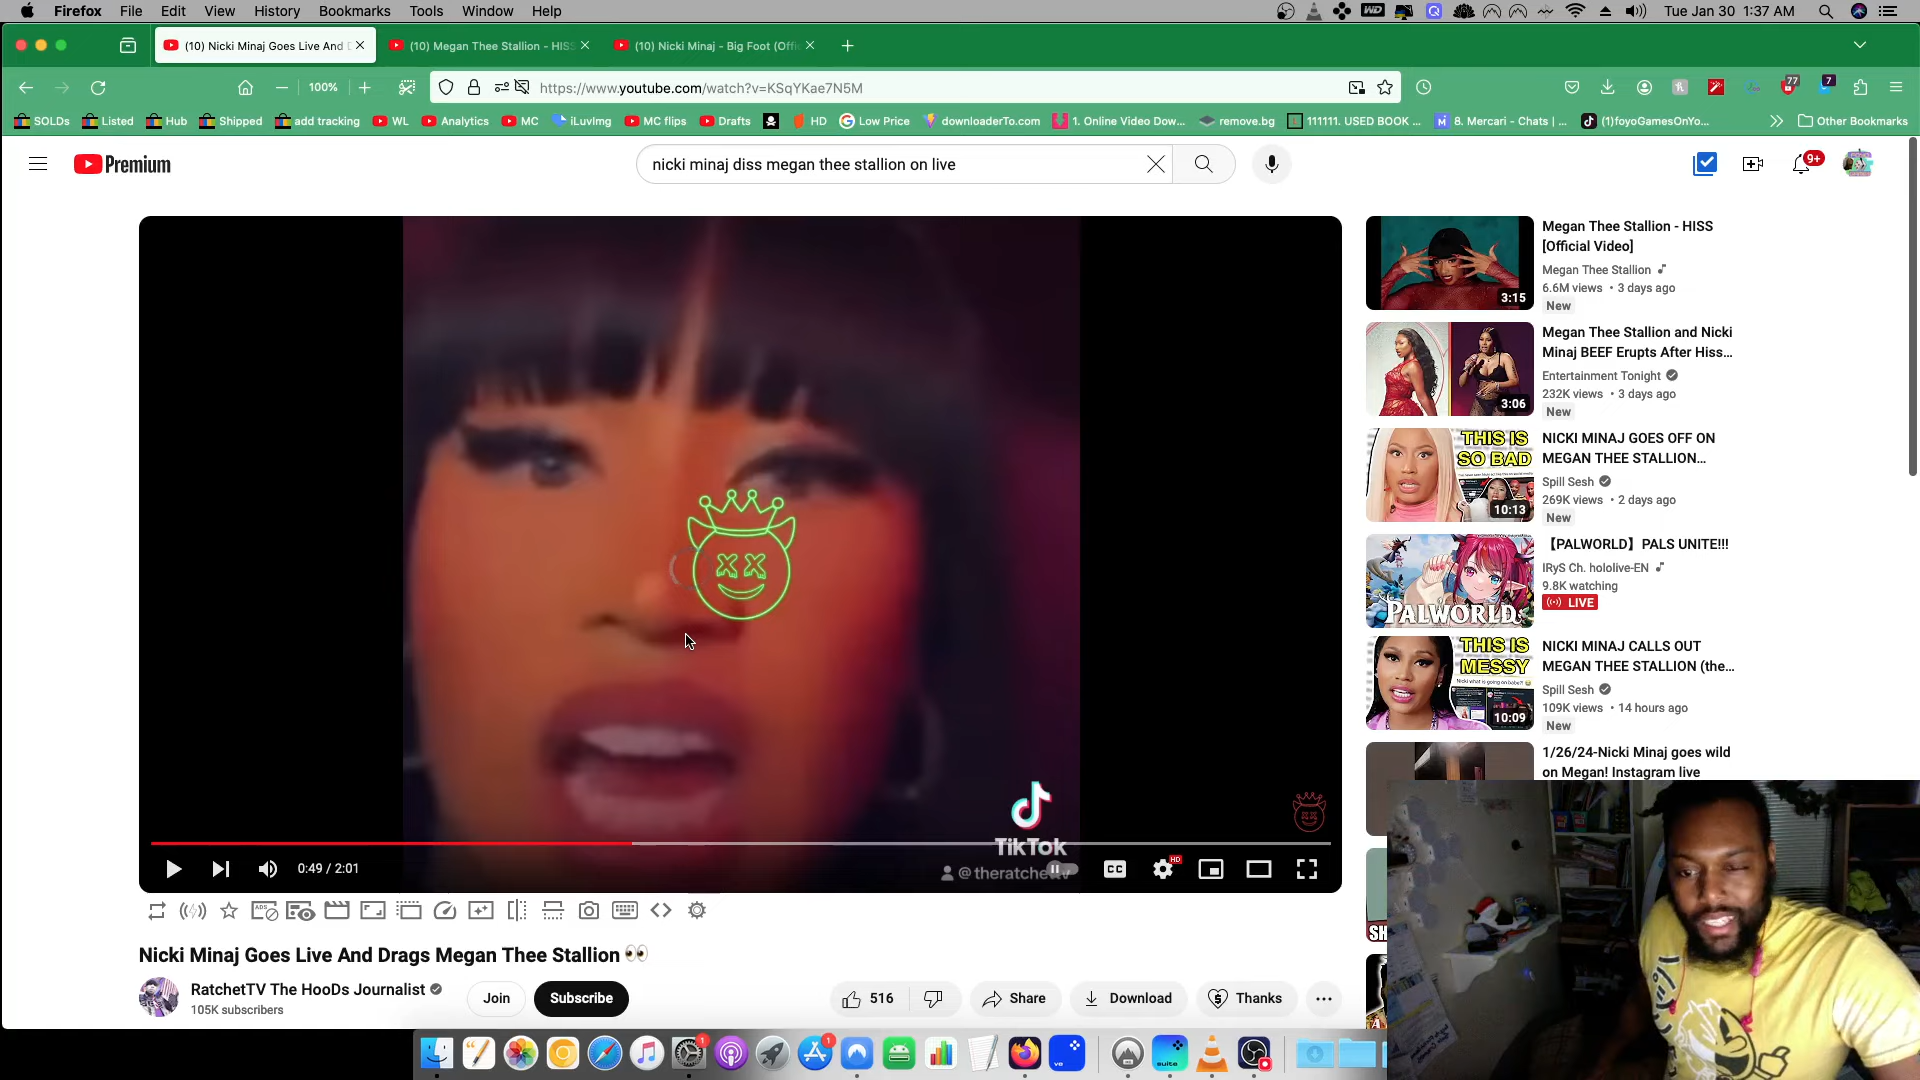 Firefox File Edit View History Bookmarks Tools Window Help
Tue Jan 30 1:37 AM
(10) Nicki Minaj Goes Live And
(10) Megan Thee Stallion - HISS
(10) Nicki Minaj - Big Foot (Offi
100%
https://www.youtube.com/watch?v=KSqYKae7N5M
77
7
SOLDs Listed Hub Shipped add tracking WL Analytics MC iLuvImg MC flips Drafts HD Low Price downloaderTo.com 1. Online Video Dow... remove.bg 111111. USED BOOK ... 8. Mercari - Chats | ... (1)foyoGamesOnYo... Other Bookmarks
Premium
nicki minaj diss megan thee stallion on live
9+
TikTok
0:49 / 2:01
CC
HD
Nicki Minaj Goes Live And Drags Megan Thee Stallion 👀
RatchetTV The HooDs Journalist
105K subscribers
Join
Subscribe
516
Share
Download
Thanks
3:15
Megan Thee Stallion - HISS
[Official Video]
Megan Thee Stallion
6.6M views • 3 days ago
New
3:06
Megan Thee Stallion and Nicki
Minaj BEEF Erupts After Hiss...
Entertainment Tonight
232K views • 3 days ago
New
THIS IS
SO BAD
10:13
NICKI MINAJ GOES OFF ON
MEGAN THEE STALLION...
Spill Sesh
269K views • 2 days ago
New
PALWORLD
【PALWORLD】PALS UNITE!!!
IRyS Ch. hololive-EN
9.8K watching
LIVE
THIS IS
MESSY
10:09
NICKI MINAJ CALLS OUT
MEGAN THEE STALLION (the...
Spill Sesh
109K views • 14 hours ago
New
1/26/24-Nicki Minaj goes wild
on Megan! Instagram live